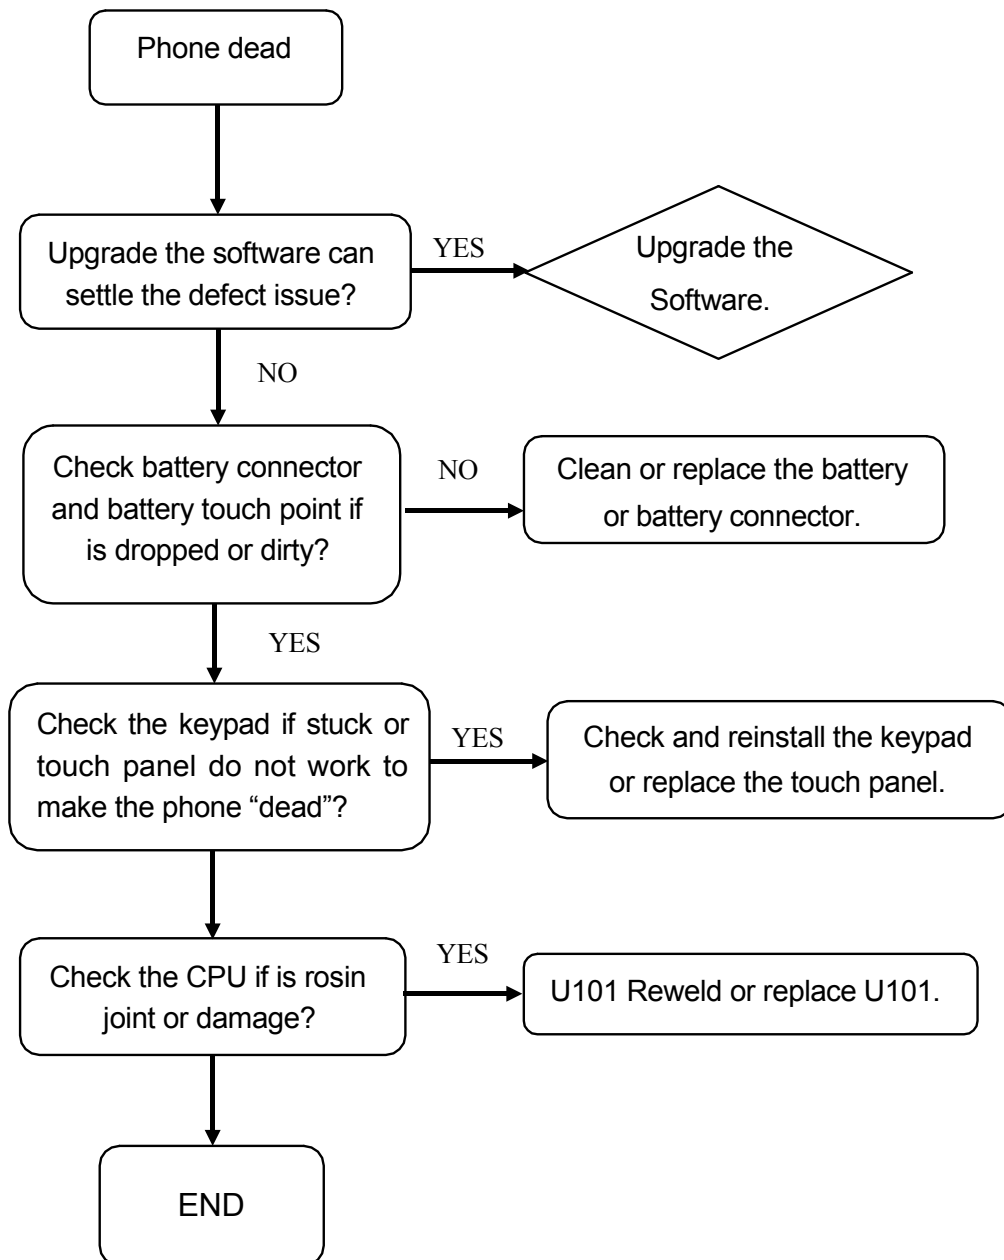 Phone dead
Upgrade the software can
settle the defect issue?
YES
Upgrade the
Software.
NO
Check battery connector
and battery touch point if
is dropped or dirty?
NO
Clean or replace the battery
or battery connector.
YES
Check the keypad if stuck or
touch panel do not work to
make the phone “dead”?
YES
Check and reinstall the keypad
or replace the touch panel.
Check the CPU if is rosin
joint or damage?
YES
U101 Reweld or replace U101.
END